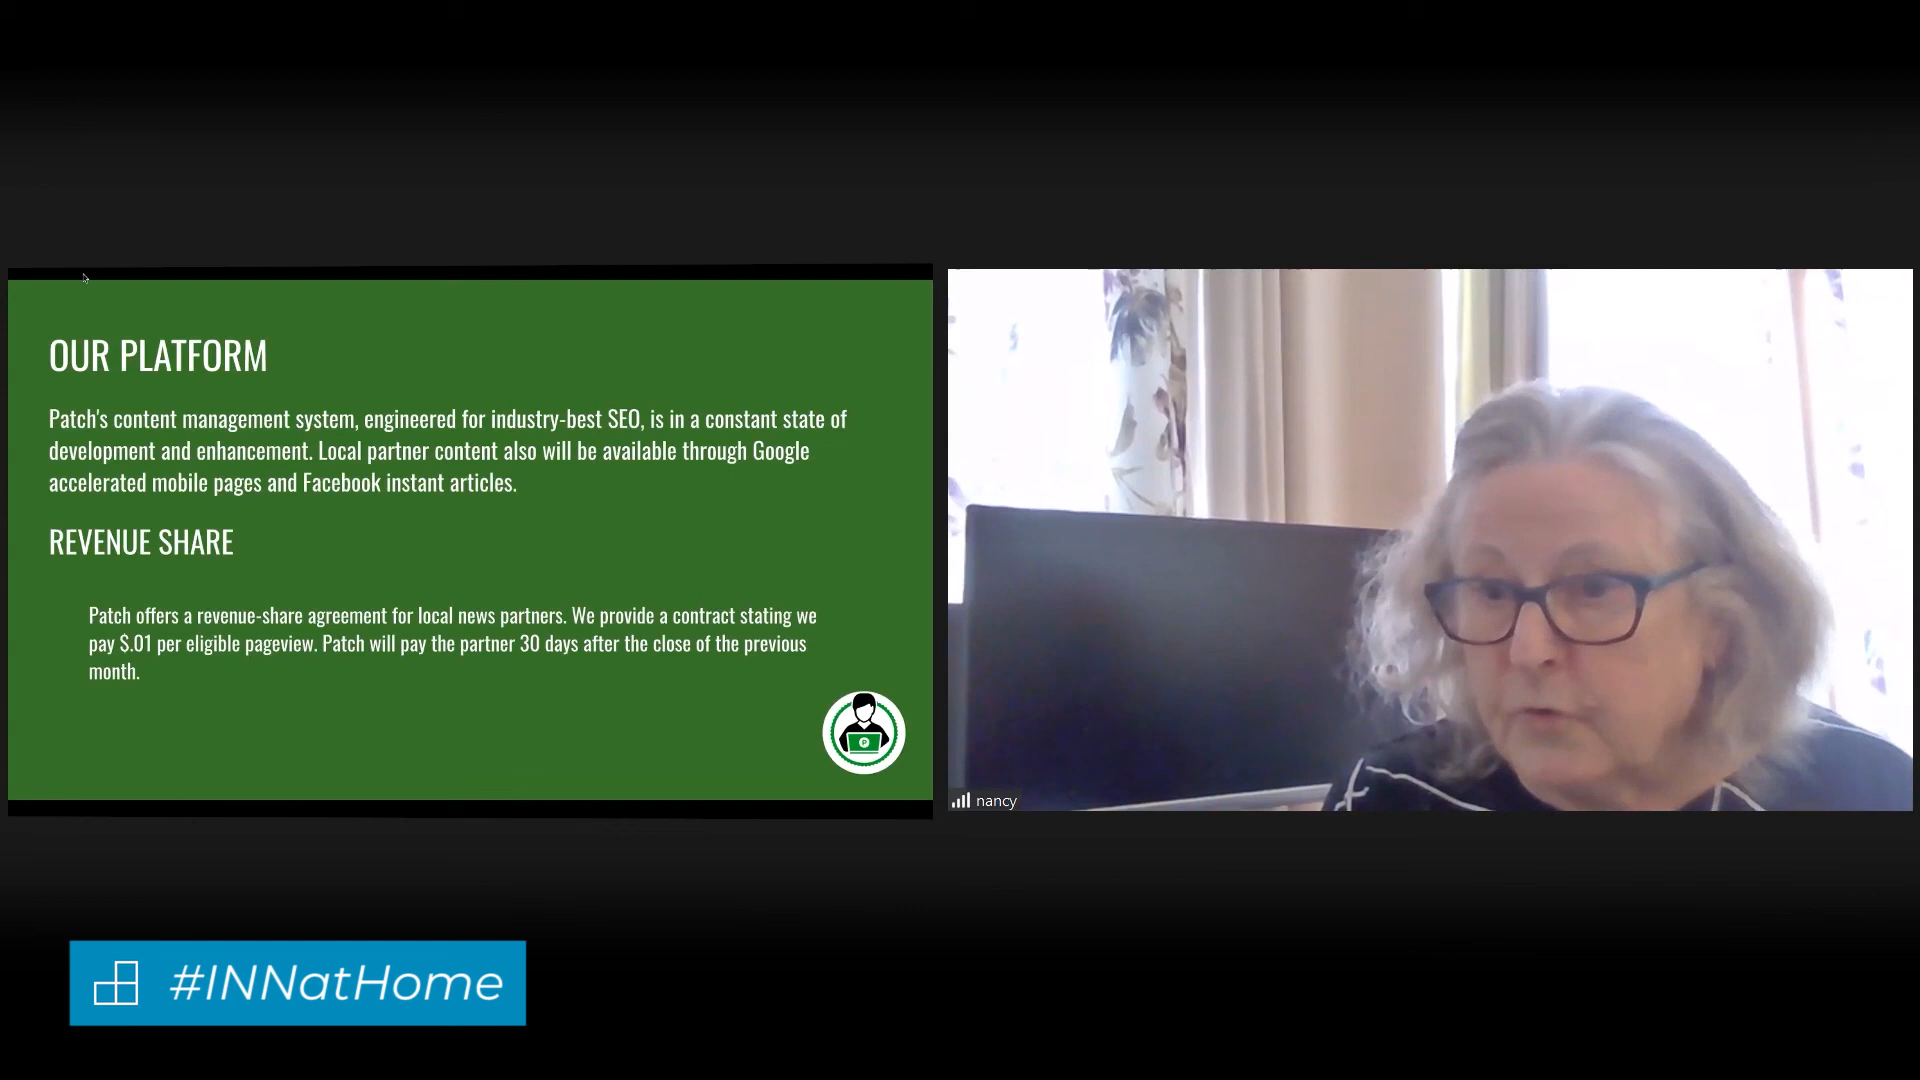 OUR PLATFORM
Patch's content management system, engineered for industry-best SEO, is in a constant state of
development and enhancement. Local partner content also will be available through Google
accelerated mobile pages and Facebook instant articles.
REVENUE SHARE
Patch offers a revenue-share agreement for local news partners. We provide a contract stating we
pay $.01 per eligible pageview. Patch will pay the partner 30 days after the close of the previous
month.
P
nancy
#INNatHome